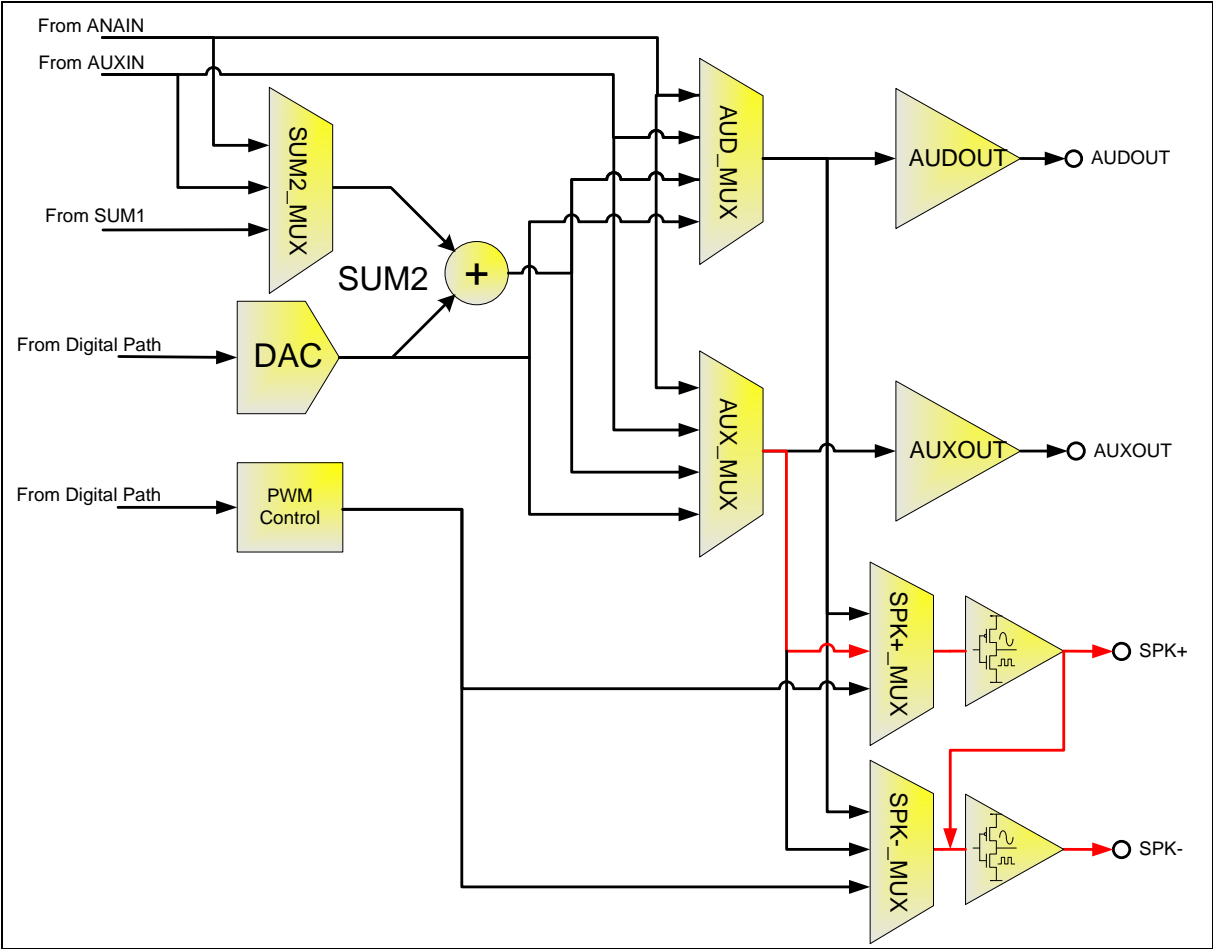 From ANAIN
From AUXIN
SUM2_MUX
From SUM1
SUM2
+
From Digital Path
DAC
From Digital Path
PWM
Control
AUD_MUX
AUDOUT
AUDOUT
AUX_MUX
AUXOUT
AUXOUT
SPK+_MUX
SPK+
SPK-_MUX
SPK-